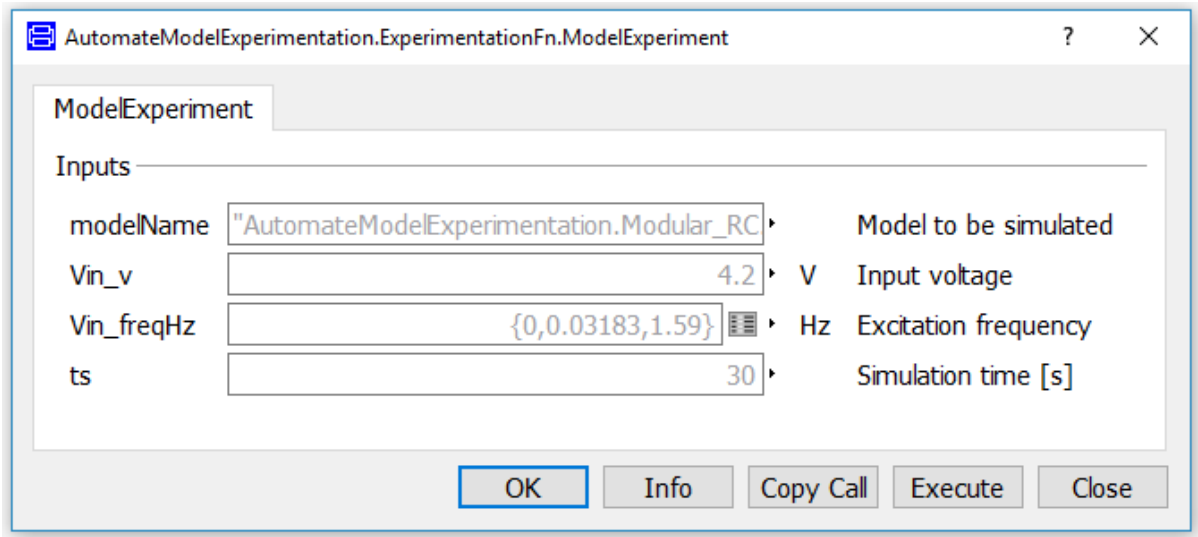 AutomateModelExperimentation.ExperimentationFn.ModelExperiment ? ×
ModelExperiment
Inputs
modelName "AutomateModelExperimentation.Modular_RC Model to be simulated
Vin_v 4.2 V Input voltage
Vin_freqHz {0,0.03183,1.59} Hz Excitation frequency
ts 30 Simulation time [s]
OK Info Copy Call Execute Close